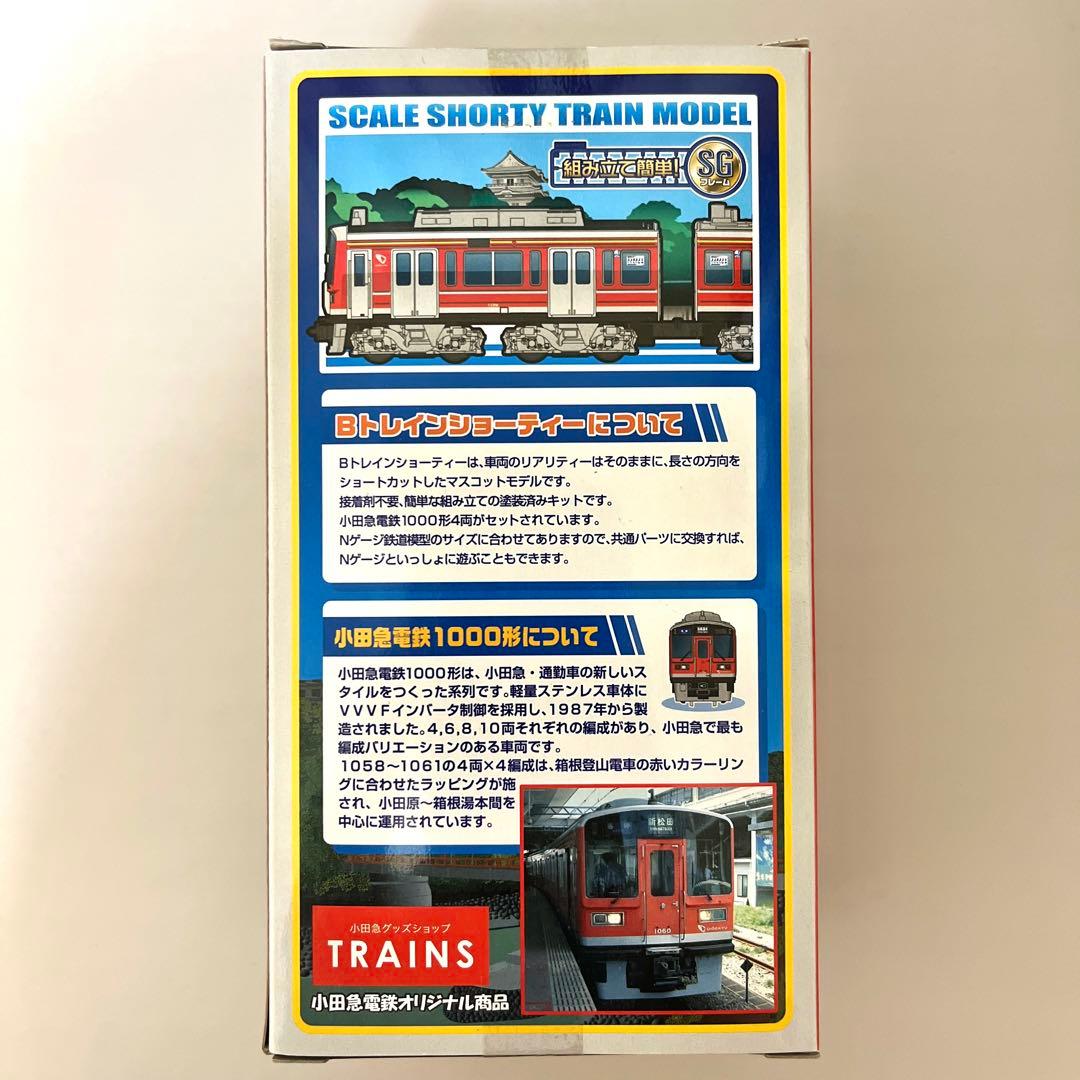 SCALE SHORTY TRAIN MODEL
組み立て簡単!
SG
フレーム
Bトレインショーティーについて
Bトレインショーティーは、車両のリアリティーはそのままに、長さの方向を
ショートカットしたマスコットモデルです。
接着剤不要、簡単な組み立ての塗装済みキットです。
小田急電鉄1000形4両がセットされています。
Nゲージ鉄道模型のサイズに合わせてありますので、共通パーツに交換すれば、
Nゲージといっしょに遊ぶこともできます。
小田急電鉄1000形について
小田急電鉄1000形は、小田急・通勤車の新しいス
タイルをつくった系列です。軽量ステンレス車体に
VVVFインバータ制御を採用し、1987年から製
造されました。4,6,8,10両それぞれの編成があり、小田急で最も
編成バリエーションのある車両です。
1058〜1061の4両×4編成は、箱根登山電車の赤いカラーリン
グに合わせたラッピングが施
され、小田原〜箱根湯本間を
中心に運用されています。
新松田
1060
ODAKYU
小田急グッズショップ
TRAINS
小田急電鉄オリジナル商品